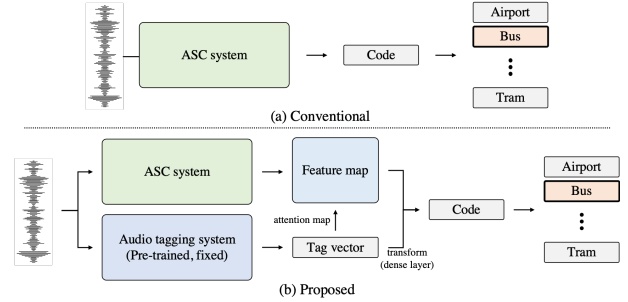 Airport
ASC system
Code
Bus
Tram
(a) Conventional
ASC system
Feature map
Airport
Bus
attention map
Code
Audio tagging system
(Pre-trained, fixed)
Tag vector
transform
(dense layer)
Tram
(b) Proposed